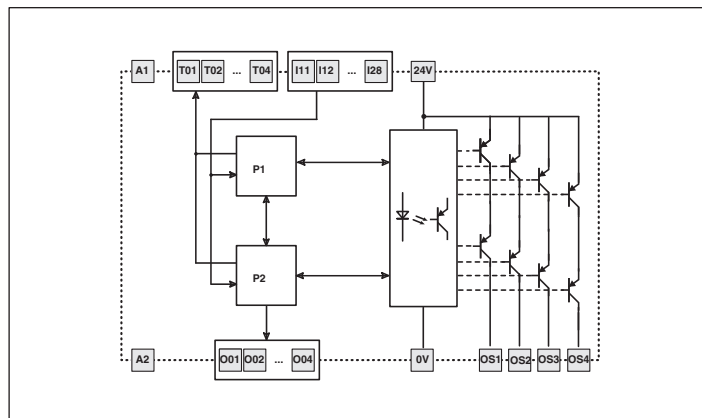 A1 T01 T02 ... T04 I11 I12 ... I28 24V
P1
P2
A2 O01 O02 ... O04 0V OS1 OS2 OS3 OS4